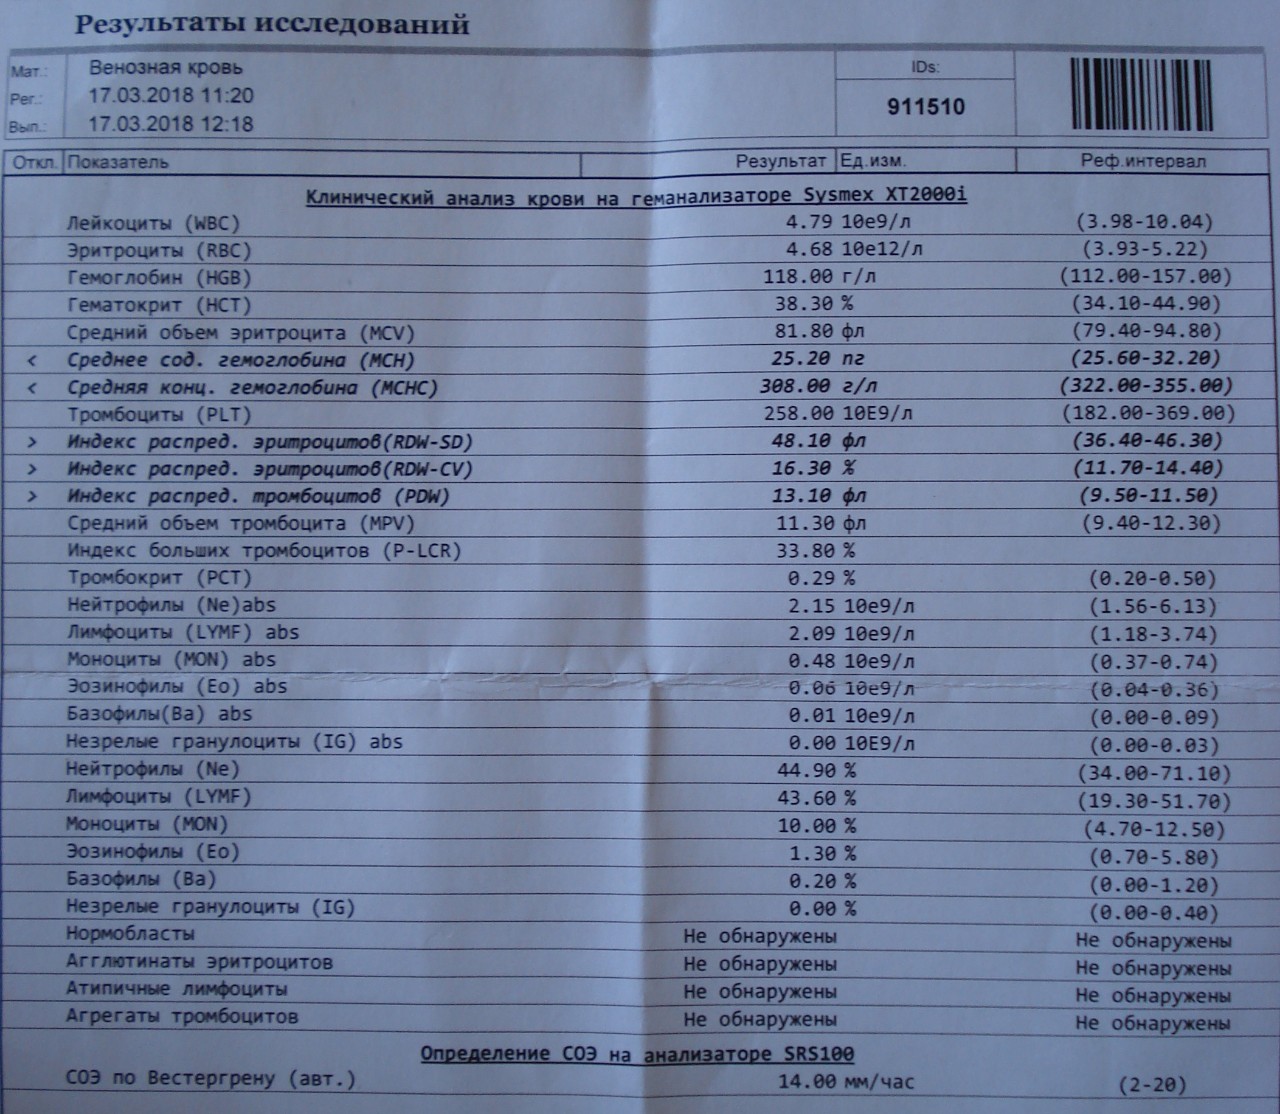 Результаты исследований
Мат.: Венозная кровь IDs:
Рег.: 17.03.2018 11:20 911510
Вып.: 17.03.2018 12:18
Откл. Показатель Результат Ед.изм. Реф.интервал
Клинический анализ крови на геманализаторе Sysmex XT2000i
Лейкоциты (WBC) 4.79 10e9/л (3.98-10.04)
Эритроциты (RBC) 4.68 10e12/л (3.93-5.22)
Гемоглобин (HGB) 118.00 г/л (112.00-157.00)
Гематокрит (HCT) 38.30 % (34.10-44.90)
Средний объем эритроцита (MCV) 81.80 фл (79.40-94.80)
< Среднее сод. гемоглобина (MCH) 25.20 пг (25.60-32.20)
< Средняя конц. гемоглобина (MCHC) 308.00 г/л (322.00-355.00)
Тромбоциты (PLT) 258.00 10E9/л (182.00-369.00)
> Индекс распред. эритроцитов(RDW-SD) 48.10 фл (36.40-46.30)
> Индекс распред. эритроцитов(RDW-CV) 16.30 % (11.70-14.40)
> Индекс распред. тромбоцитов (PDW) 13.10 фл (9.50-11.50)
Средний объем тромбоцита (MPV) 11.30 фл (9.40-12.30)
Индекс больших тромбоцитов (P-LCR) 33.80 %
Тромбокрит (PCT) 0.29 % (0.20-0.50)
Нейтрофилы (Ne)abs 2.15 10e9/л (1.56-6.13)
Лимфоциты (LYMF) abs 2.09 10e9/л (1.18-3.74)
Моноциты (MON) abs 0.48 10e9/л (0.37-0.74)
Эозинофилы (Eo) abs 0.06 10e9/л (0.04-0.36)
Базофилы(Ba) abs 0.01 10e9/л (0.00-0.09)
Незрелые гранулоциты (IG) abs 0.00 10E9/л (0.00-0.03)
Нейтрофилы (Ne) 44.90 % (34.00-71.10)
Лимфоциты (LYMF) 43.60 % (19.30-51.70)
Моноциты (MON) 10.00 % (4.70-12.50)
Эозинофилы (Eo) 1.30 % (0.70-5.80)
Базофилы (Ba) 0.20 % (0.00-1.20)
Незрелые гранулоциты (IG) 0.00 % (0.00-0.40)
Нормобласты Не обнаружены Не обнаружены
Агглютинаты эритроцитов Не обнаружены Не обнаружены
Атипичные лимфоциты Не обнаружены Не обнаружены
Агрегаты тромбоцитов Не обнаружены Не обнаружены
Определение СОЭ на анализаторе SRS100
СОЭ по Вестергрену (авт.) 14.00 мм/час (2-20)